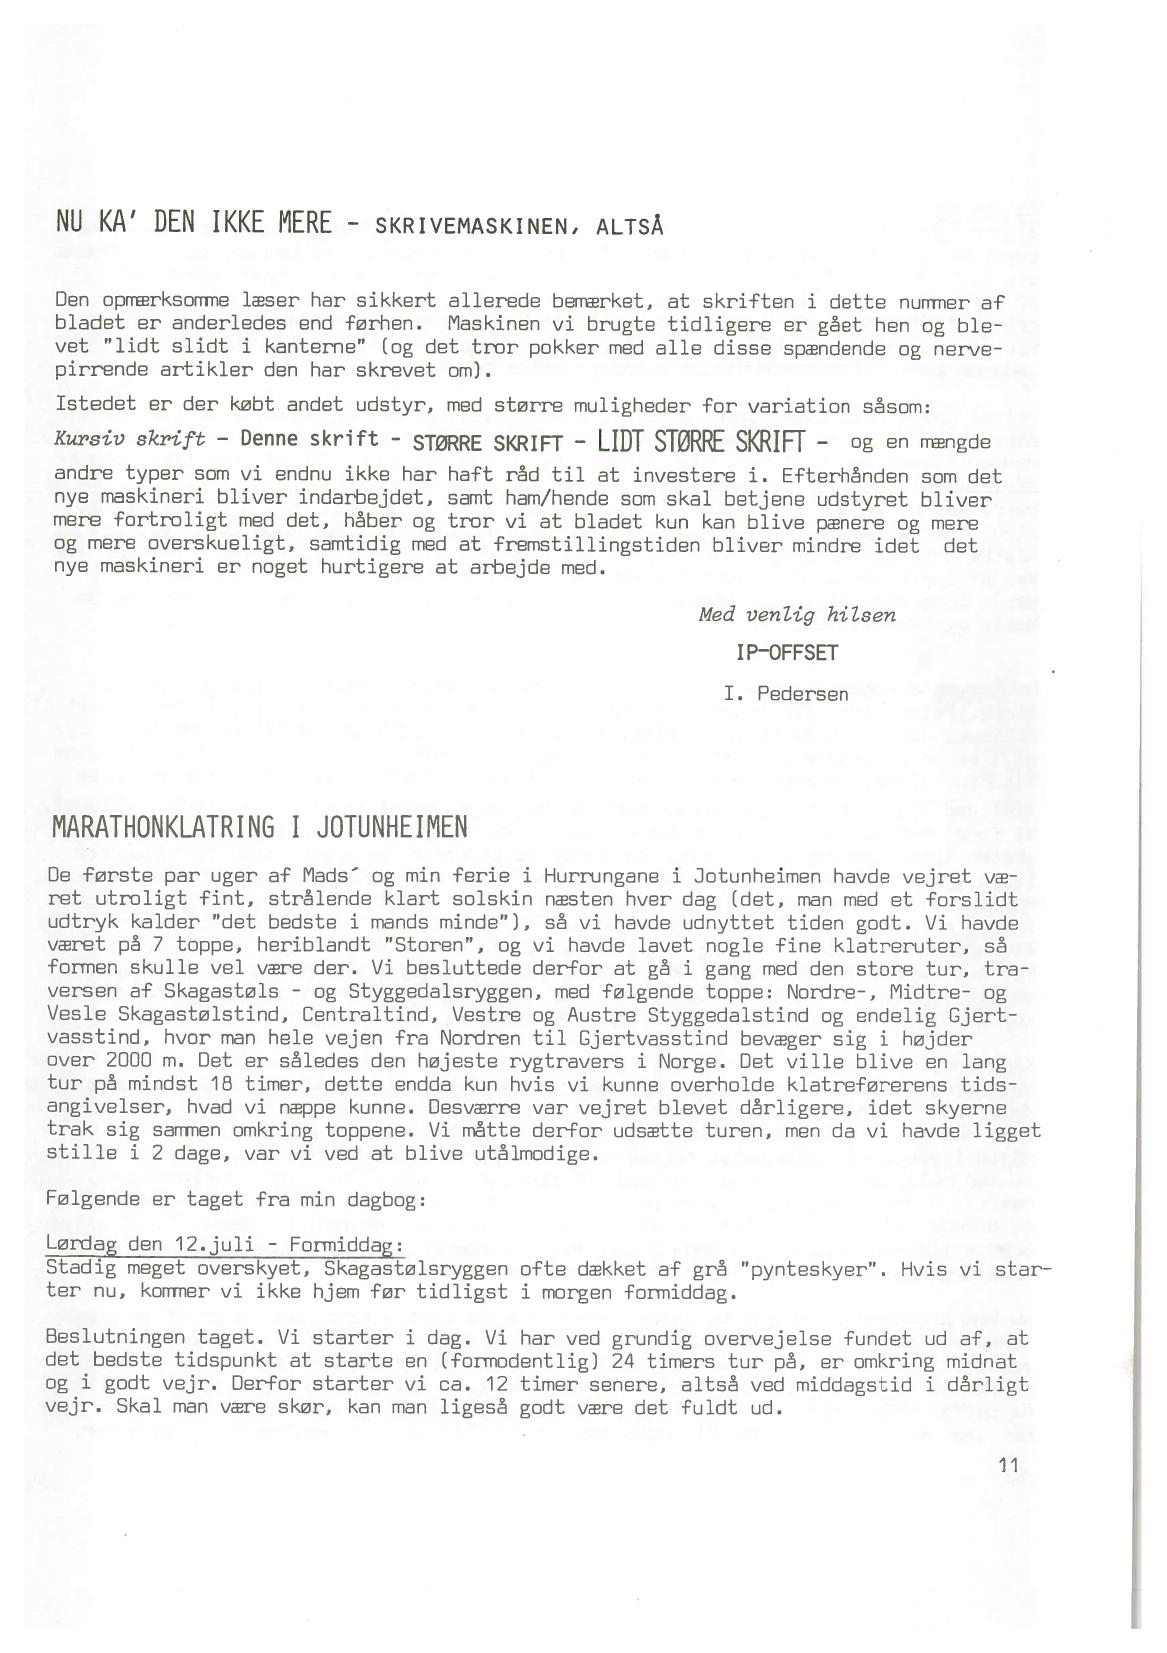 NU KA' DEN IKKE MERE - SKRIVEMASKINEN, ALTSÅ
Den opmærksomme læser har sikkert allerede bemærket, at skriften i dette nummer af
bladet er anderledes end førhen. Maskinen vi brugte tidligere er gået hen og ble-
vet "lidt slidt i kanterne" (og det tror pokker med alle disse spændende og nerve-
pirrende artikler den har skrevet om).
Istedet er der købt andet udstyr, med større muligheder for variation såsom:
Kursiv skrift - Denne skrift - STØRRE SKRIFT - LIDT STØRRE SKRIFT - og en mængde
andre typer som vi endnu ikke har haft råd til at investere i. Efterhånden som det
nye maskineri bliver indarbejdet, samt ham/hende som skal betjene udstyret bliver
mere fortroligt med det, håber og tror vi at bladet kun kan blive pænere og mere
og mere overskueligt, samtidig med at fremstillingstiden bliver mindre idet det
nye maskineri er noget hurtigere at arbejde med.
Med venlig hilsen
IP-OFFSET
I. Pedersen
MARATHONKLATRING I JOTUNHEIMEN
De første par uger af Mads´ og min ferie i Hurrungane i Jotunheimen havde vejret væ-
ret utroligt fint, strålende klart solskin næsten hver dag (det, man med et forslidt
udtryk kalder "det bedste i mands minde"), så vi havde udnyttet tiden godt. Vi havde
været på 7 toppe, heriblandt "Storen", og vi havde lavet nogle fine klatreruter, så
formen skulle vel være der. Vi besluttede derfor at gå i gang med den store tur, tra-
versen af Skagastøls - og Styggedalsryggen, med følgende toppe: Nordre-, Midtre- og
Vesle Skagastølstind, Centraltind, Vestre og Austre Styggedalstind og endelig Gjert-
vasstind, hvor man hele vejen fra Nordren til Gjertvasstind bevæger sig i højder
over 2000 m. Det er således den højeste rygtravers i Norge. Det ville blive en lang
tur på mindst 18 timer, dette endda kun hvis vi kunne overholde klatreførerens tids-
angivelser, hvad vi næppe kunne. Desværre var vejret blevet dårligere, idet skyerne
trak sig sammen omkring toppene. Vi måtte derfor udsætte turen, men da vi havde ligget
stille i 2 dage, var vi ved at blive utålmodige.
Følgende er taget fra min dagbog:
Lørdag den 12.juli - Formiddag:
Stadig meget overskyet, Skagastølsryggen ofte dækket af grå "pynteskyer". Hvis vi star-
ter nu, kommer vi ikke hjem før tidligst i morgen formiddag.
Beslutningen taget. Vi starter i dag. Vi har ved grundig overvejelse fundet ud af, at
det bedste tidspunkt at starte en (formodentlig) 24 timers tur på, er omkring midnat
og i godt vejr. Derfor starter vi ca. 12 timer senere, altså ved middagstid i dårligt
vejr. Skal man være skør, kan man ligeså godt være det fuldt ud.
11